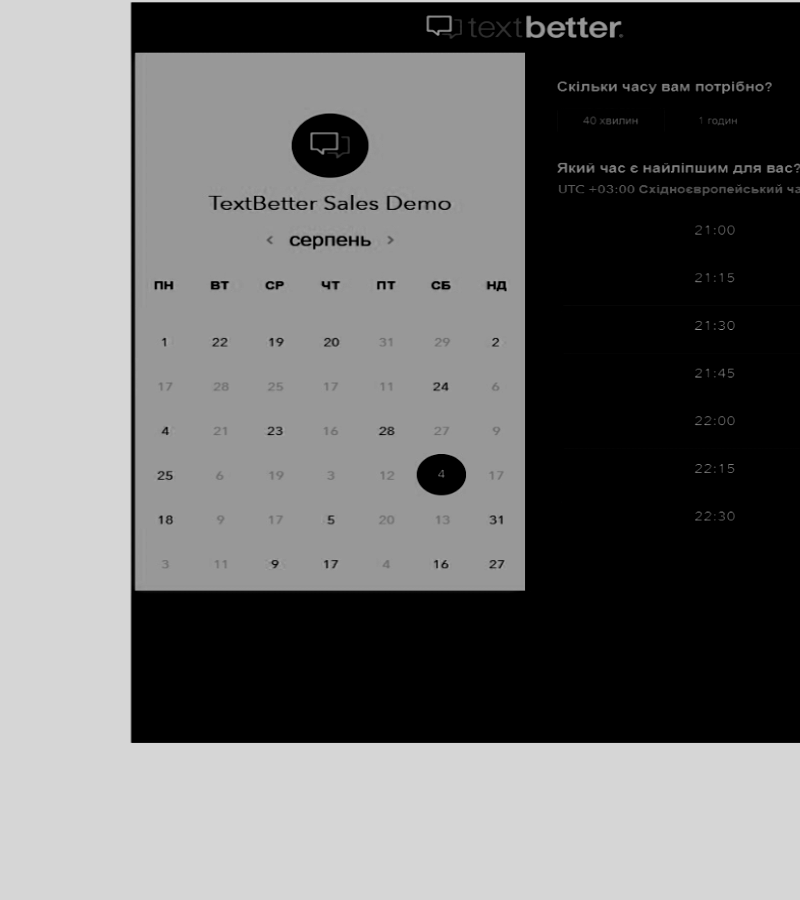 textbetter.
TextBetter Sales Demo
< серпень >
ПН ВТ СР ЧТ ПТ СБ НД
1 22 19 20 31 29 2
17 28 25 17 11 24 6
4 21 23 16 28 27 9
25 6 19 3 12 4 17
18 9 17 5 20 13 31
3 11 9 17 4 16 27
Скільки часу вам потрібно?
40 хвилин 1 годин
Який час є найліпшим для вас?
UTC +03:00 Східноєвропейський
21:00
21:15
21:30
21:45
22:00
22:15
22:30